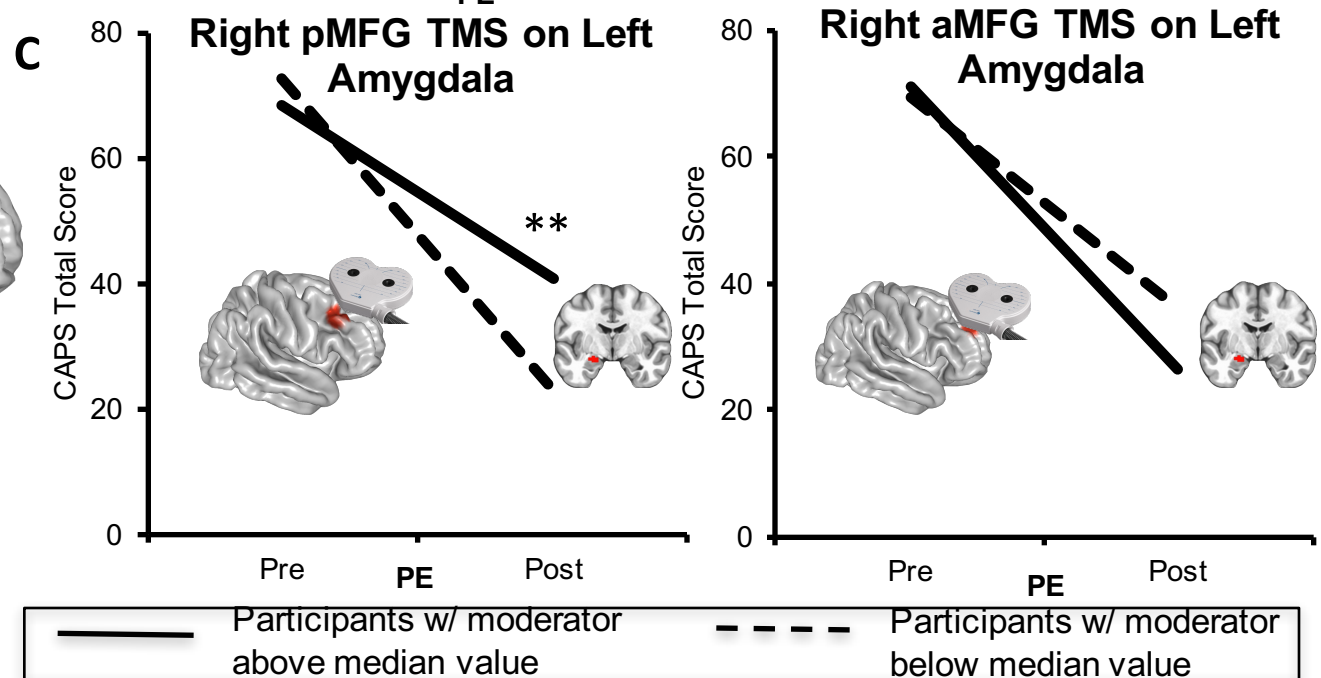 C
Right pMFG TMS on Left
Amygdala
CAPS Total Score
80
60
40
20
0
**
Pre
PE
Post
Right aMFG TMS on Left
Amygdala
CAPS Total Score
80
60
40
20
0
Pre
PE
Post
Participants w/ moderator
above median value
Participants w/ moderator
below median value